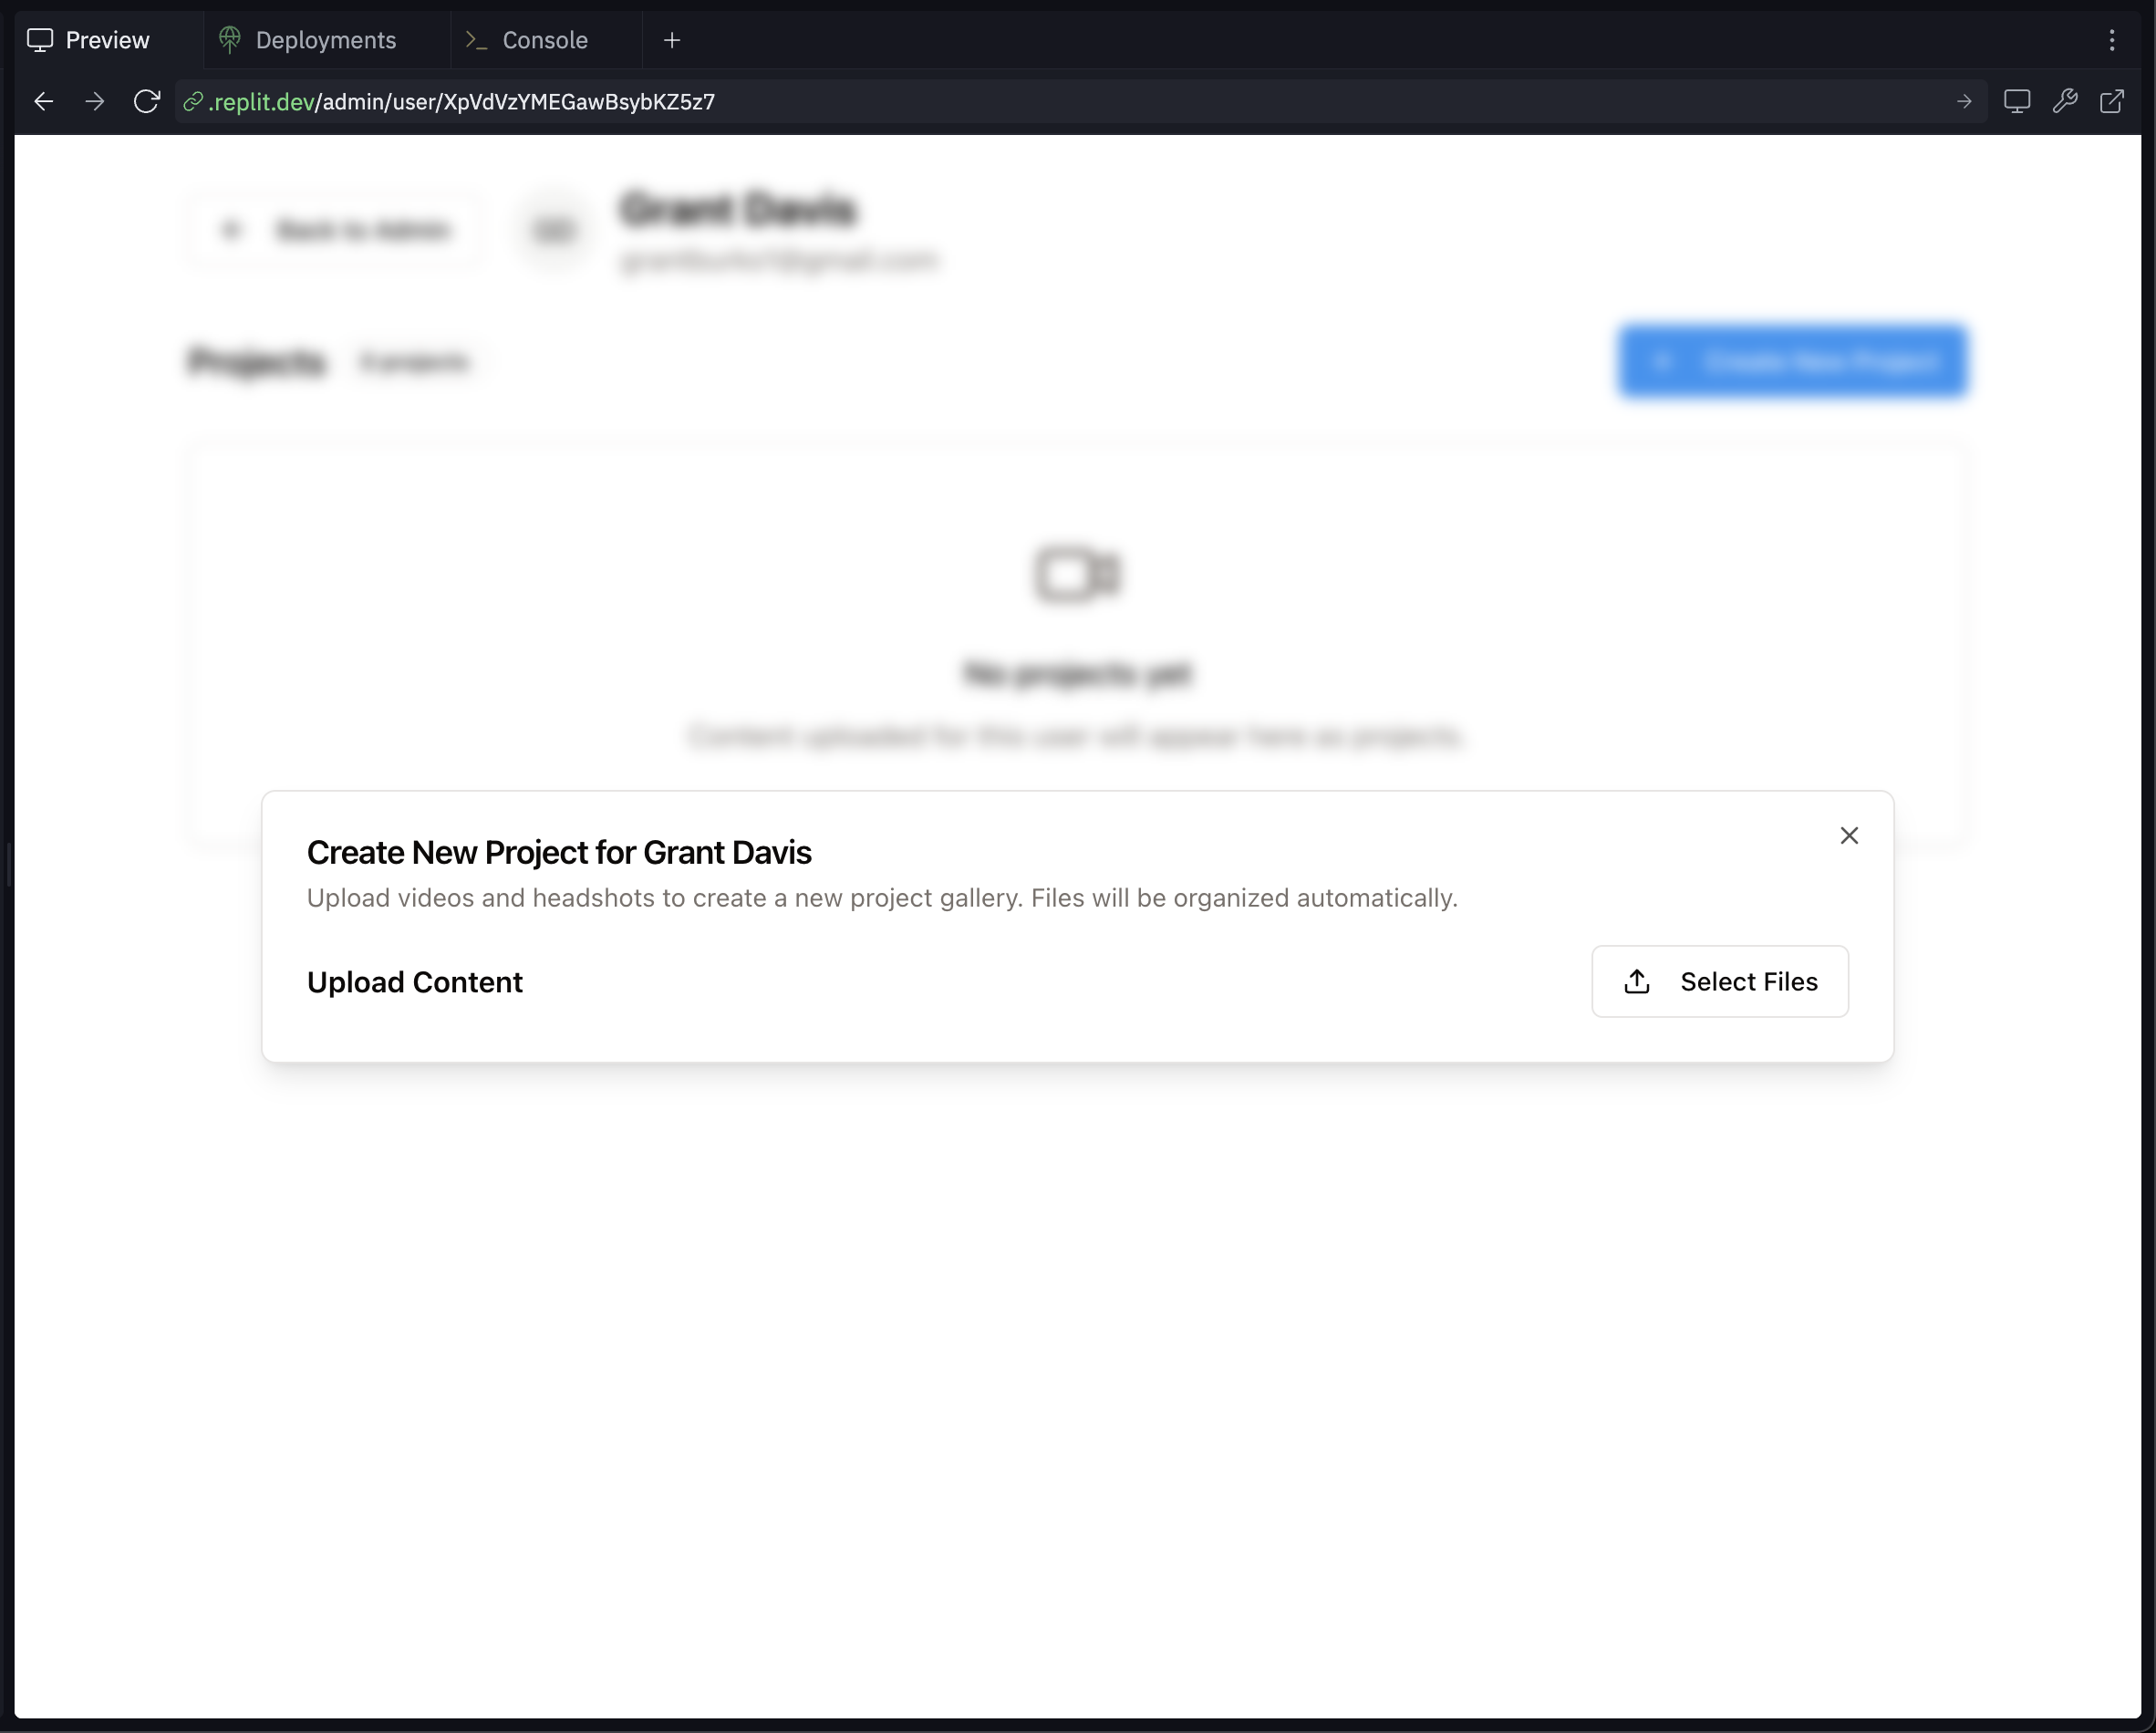 Preview
Deployments
Console
.replit.dev/admin/user/XpVdVzYMEGawBsybKZ5z7
Back to Admin
GD
Grant Davis
Projects
projects
Create New Project
No projects yet
Content uploaded for this user will appear here as projects.
Create New Project for Grant Davis
Upload videos and headshots to create a new project gallery. Files will be organized automatically.
Upload Content
Select Files